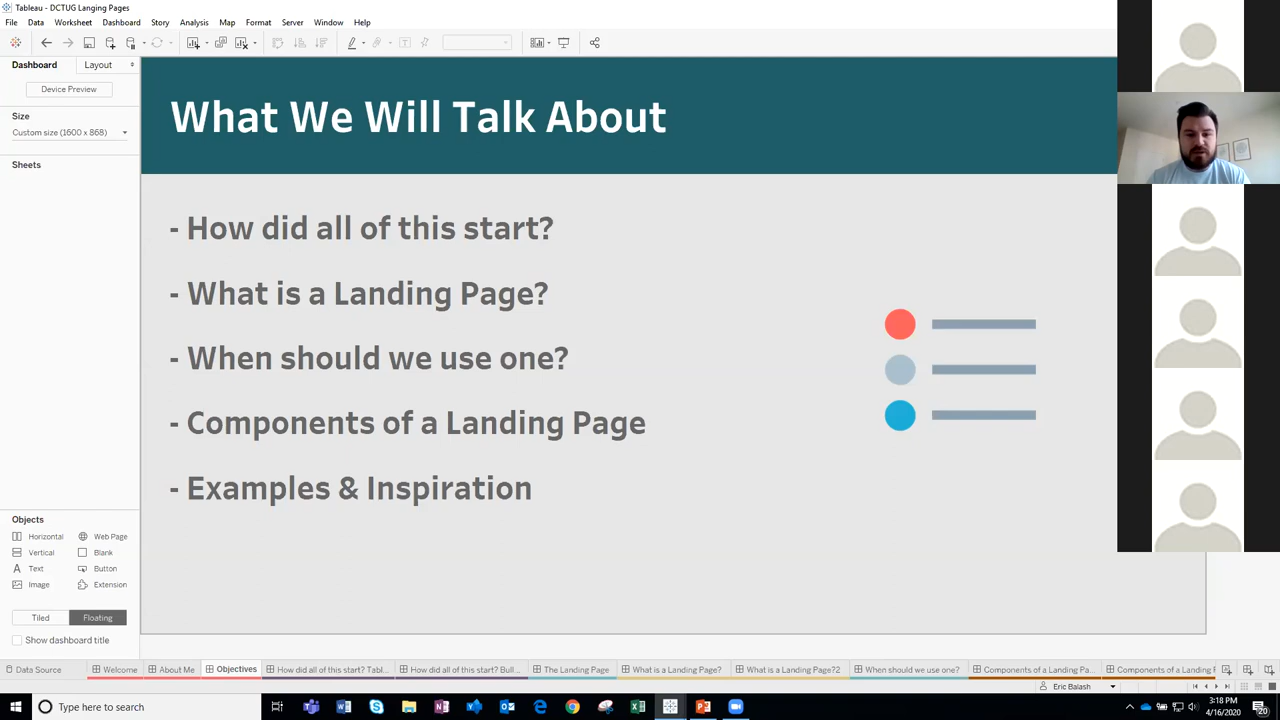 Tableau - DCTUG Langing Pages
File Data Worksheet Dashboard Story Analysis Map Format Server Window Help
Dashboard Layout
Device Preview
Size
Custom size (1600 x 868)
Sheets
What We Will Talk About
- How did all of this start?
- What is a Landing Page?
- When should we use one?
- Components of a Landing Page
- Examples & Inspiration
Objects
Horizontal Web Page
Vertical Blank
Text Button
Image Extension
Tiled Floating
Show dashboard title
Data Source Welcome About Me Objectives How did all of this start? Tabl... How did all of this start? Bull... The Landing Page What is a Landing Page? What is a Landing Page?2 When should we use one? Components of a Landing Pa... Components of a Landing F
Eric Balash
Type here to search
3:18 PM
4/16/2020
20